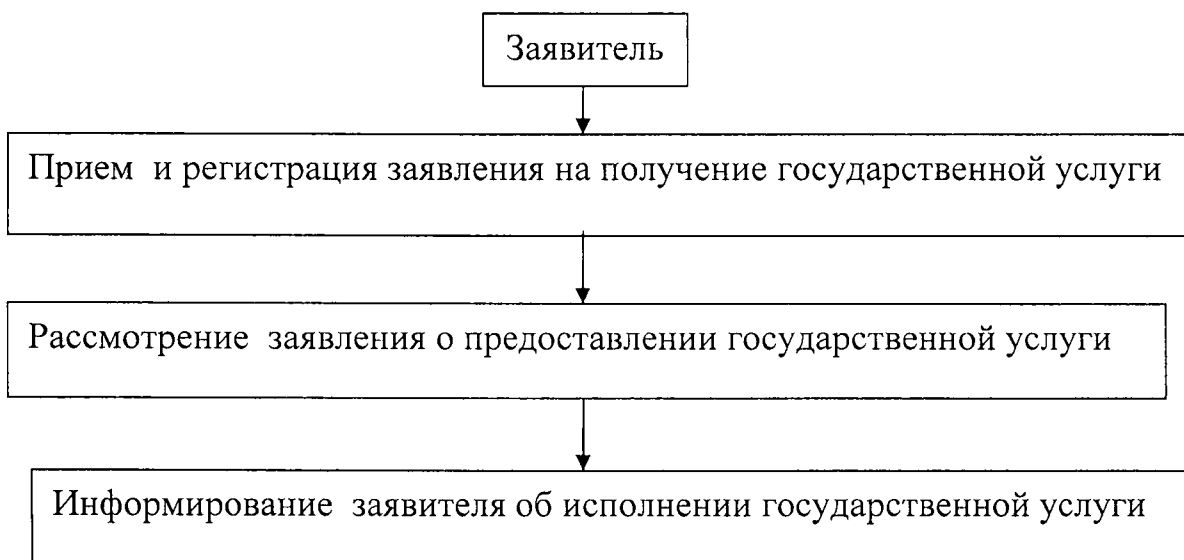 Заявитель
Прием и регистрация заявления на получение государственной услуги
Рассмотрение заявления о предоставлении государственной услуги
Информирование заявителя об исполнении государственной услуги